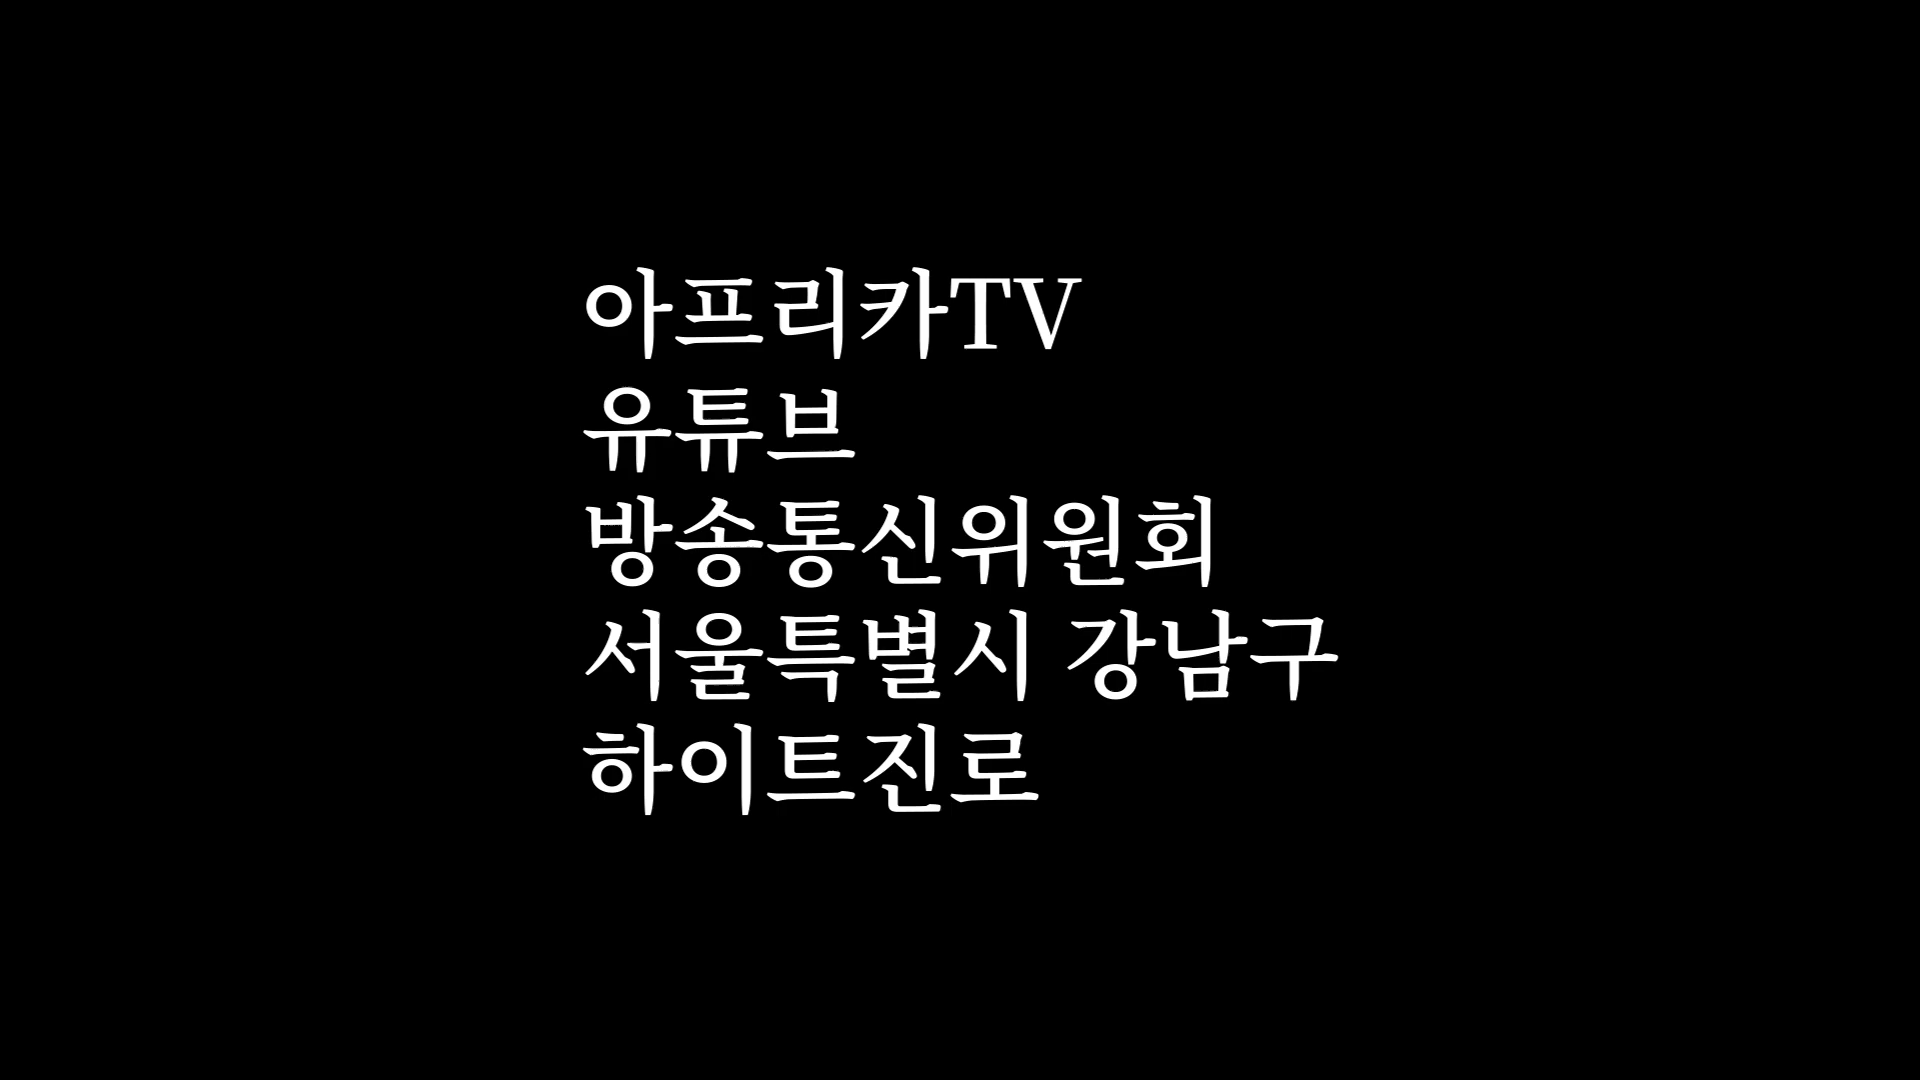 아프리카TV
유튜브
방송통신위원회
서울특별시 강남구
하이트진로